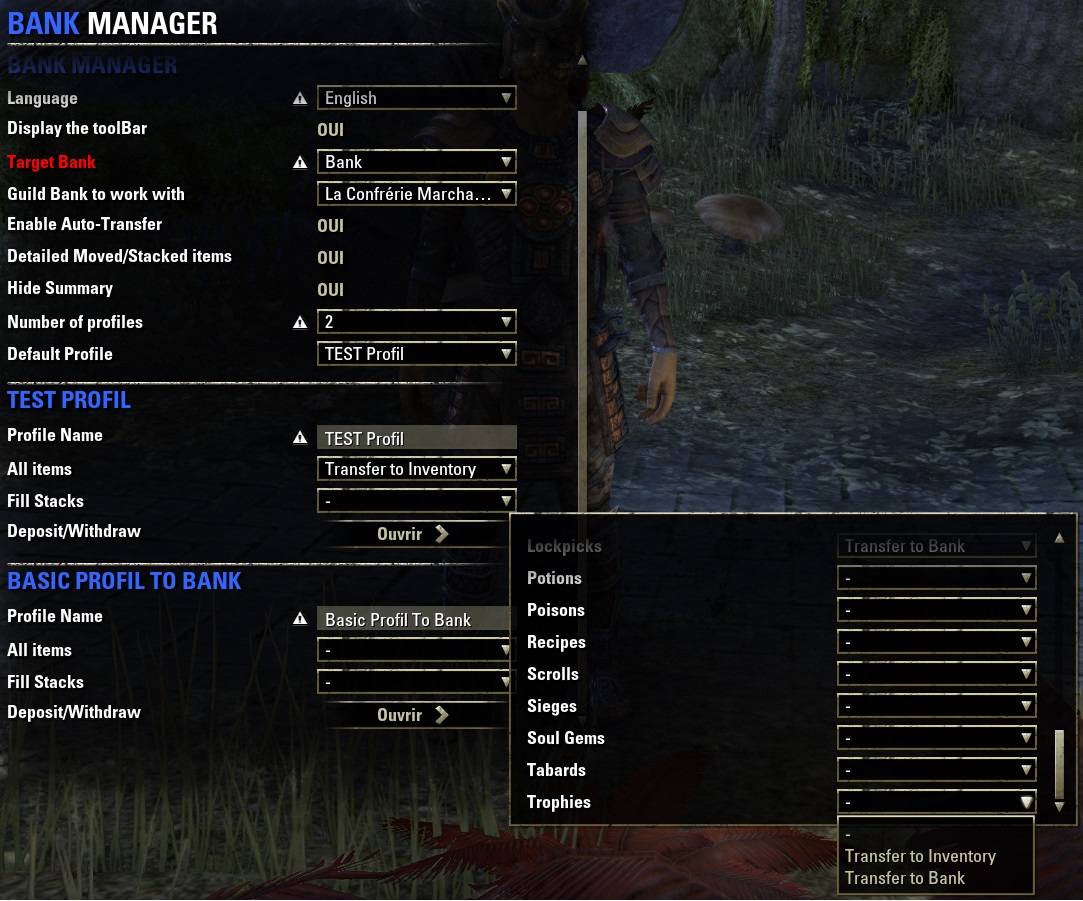 BANK MANAGER
BANK MANAGER
Language English
Display the toolBar OUI
Target Bank Bank
Guild Bank to work with La Confrérie Marcha...
Enable Auto-Transfer OUI
Detailed Moved/Stacked items OUI
Hide Summary OUI
Number of profiles 2
Default Profile TEST Profil
TEST PROFIL
Profile Name TEST Profil
All items Transfer to Inventory
Fill Stacks -
Deposit/Withdraw Ouvrir
BASIC PROFIL TO BANK
Profile Name Basic Profil To Bank
All items -
Fill Stacks -
Deposit/Withdraw Ouvrir
Lockpicks Transfer to Bank
Potions -
Poisons -
Recipes -
Scrolls -
Sieges -
Soul Gems -
Tabards -
Trophies -
-
Transfer to Inventory
Transfer to Bank